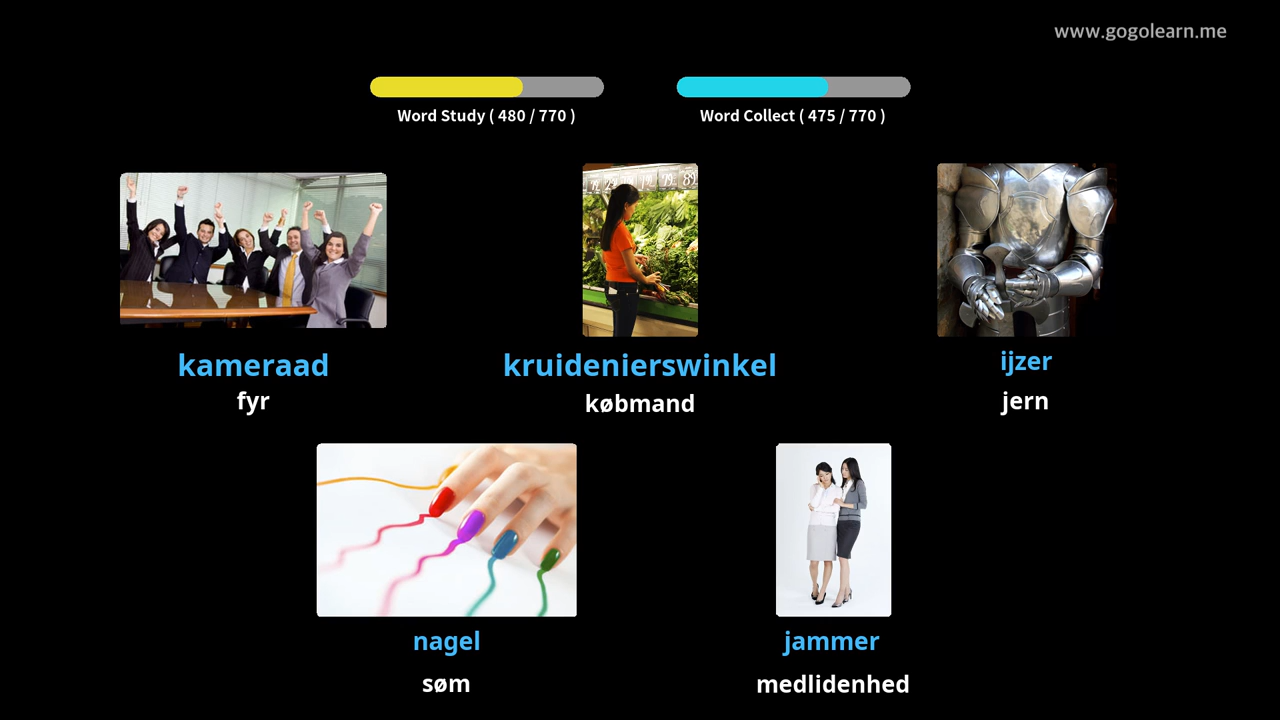 www.gogolearn.me
Word Study ( 480 / 770 )
Word Collect ( 475 / 770 )
kameraad
fyr
kruidenierswinkel
købmand
ijzer
jern
nagel
søm
jammer
medlidenhed